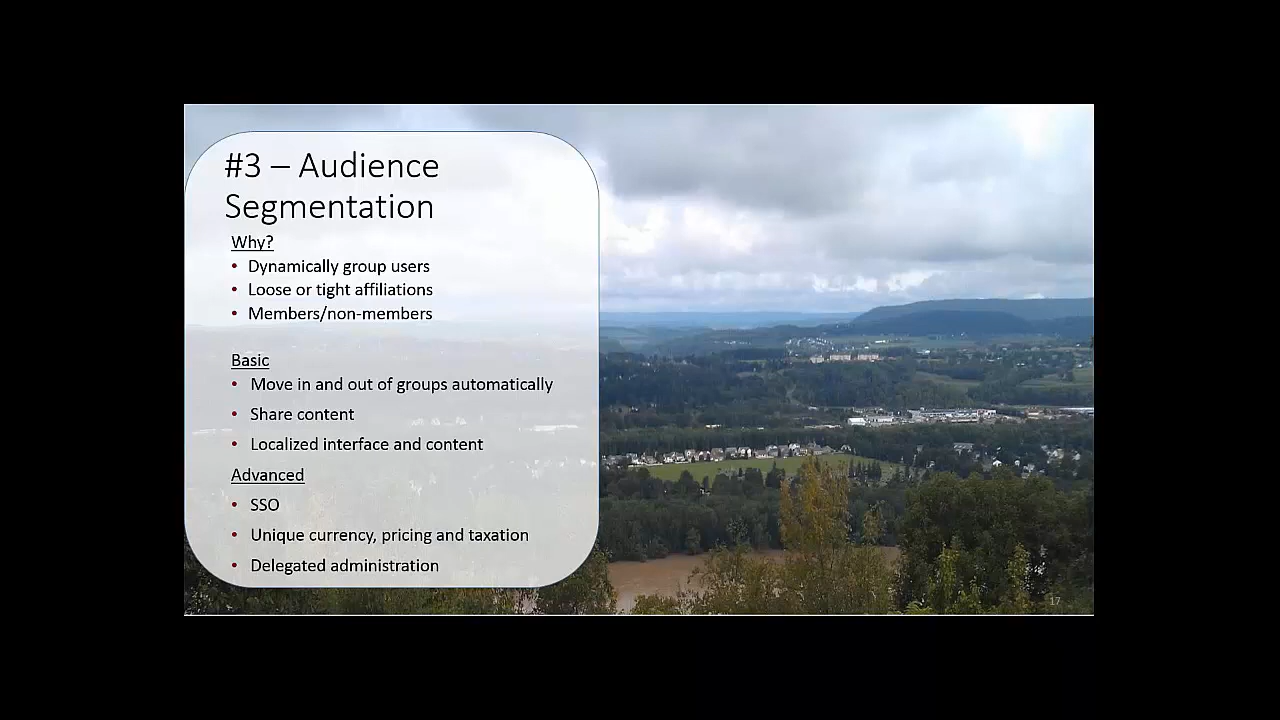 #3 – Audience
Segmentation
Why?
• Dynamically group users
• Loose or tight affiliations
• Members/non-members
Basic
• Move in and out of groups automatically
• Share content
• Localized interface and content
Advanced
• SSO
• Unique currency, pricing and taxation
• Delegated administration
17